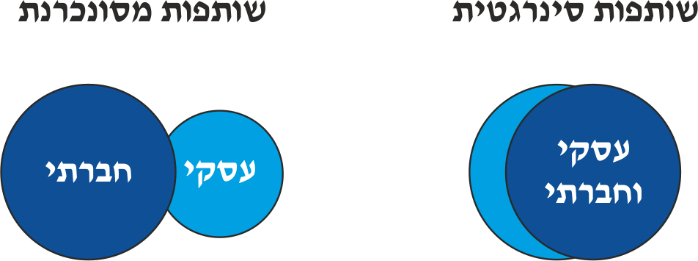 שותפות סינרגטית
עסקי
וחברתי
שותפות מסונכרנת
עסקי
חברתי